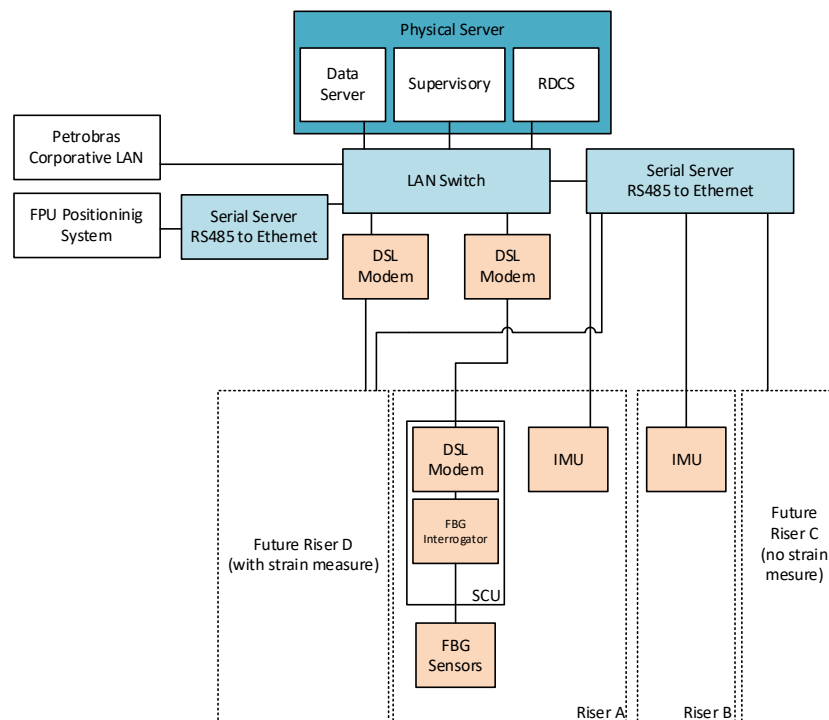 Physical Server
Data
Server
Supervisory
RDCS
Petrobras
Corporative LAN
LAN Switch
Serial Server
RS485 to Ethernet
FPU Positioninig
System
Serial Server
RS485 to Ethernet
DSL
Modem
DSL
Modem
DSL
Modem
IMU
IMU
FBG
Interrogator
Future Riser D
(with strain measure)
Future
Riser C
(no strain
mesure)
SCU
FBG
Sensors
Riser A
Riser B